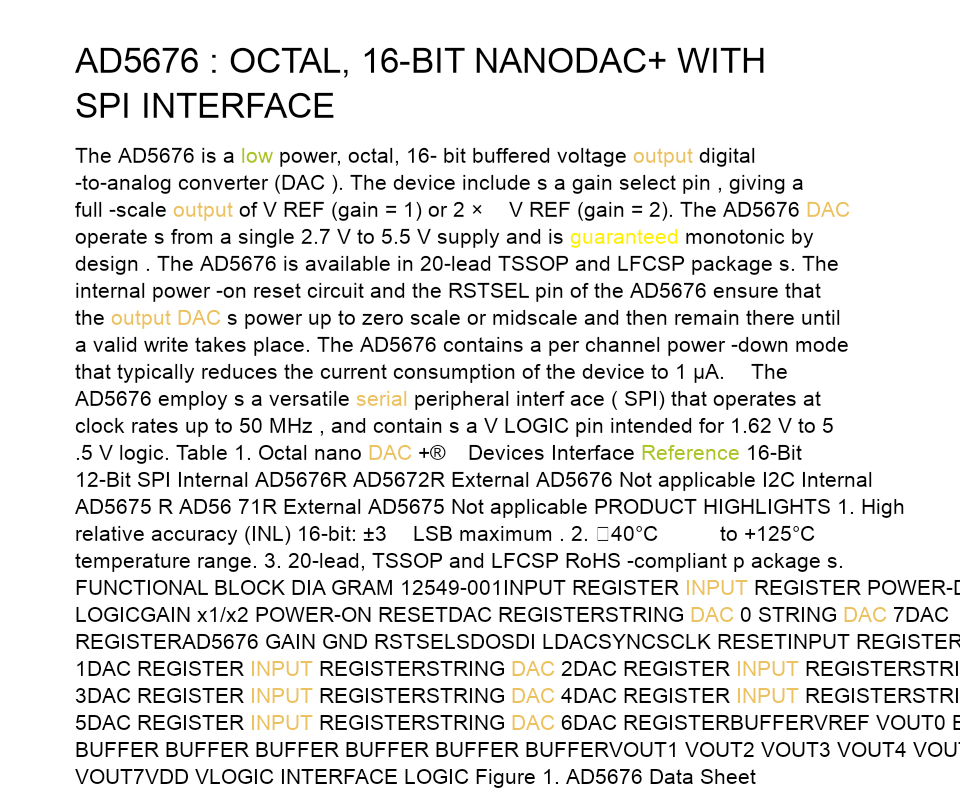 AD5676 : OCTAL, 16-BIT NANODAC+ WITH
SPI INTERFACE
The AD5676 is a low power, octal, 16- bit buffered voltage output digital
-to-analog converter (DAC ). The device include s a gain select pin , giving a
full -scale output of V REF (gain = 1) or 2 × V REF (gain = 2). The AD5676 DAC
operate s from a single 2.7 V to 5.5 V supply and is guaranteed monotonic by
design . The AD5676 is available in 20-lead TSSOP and LFCSP package s. The
internal power -on reset circuit and the RSTSEL pin of the AD5676 ensure that
the output DAC s power up to zero scale or midscale and then remain there until
a valid write takes place. The AD5676 contains a per channel power -down mode
that typically reduces the current consumption of the device to 1 µA. The
AD5676 employ s a versatile serial peripheral interf ace ( SPI) that operates at
clock rates up to 50 MHz , and contain s a V LOGIC pin intended for 1.62 V to 5
.5 V logic. Table 1. Octal nano DAC +® Devices Interface Reference 16-Bit
12-Bit SPI Internal AD5676R AD5672R External AD5676 Not applicable I2C Internal
AD5675 R AD56 71R External AD5675 Not applicable PRODUCT HIGHLIGHTS 1. High
relative accuracy (INL) 16-bit: ±3 LSB maximum . 2. 40°C to +125°C
temperature range. 3. 20-lead, TSSOP and LFCSP RoHS -compliant p ackage s.
FUNCTIONAL BLOCK DIA GRAM 12549-001INPUT REGISTER INPUT REGISTER POWER-D
LOGICGAIN x1/x2 POWER-ON RESETDAC REGISTERSTRING DAC 0 STRING DAC 7DAC
REGISTERAD5676 GAIN GND RSTSELSDOSDI LDACSYNCSCLK RESETINPUT REGISTER
1DAC REGISTER INPUT REGISTERSTRING DAC 2DAC REGISTER INPUT REGISTERSTRI
3DAC REGISTER INPUT REGISTERSTRING DAC 4DAC REGISTER INPUT REGISTERSTRI
5DAC REGISTER INPUT REGISTERSTRING DAC 6DAC REGISTERBUFFERVREF VOUT0 B
BUFFER BUFFER BUFFER BUFFER BUFFER BUFFERVOUT1 VOUT2 VOUT3 VOUT4 VOU
VOUT7VDD VLOGIC INTERFACE LOGIC Figure 1. AD5676 Data Sheet